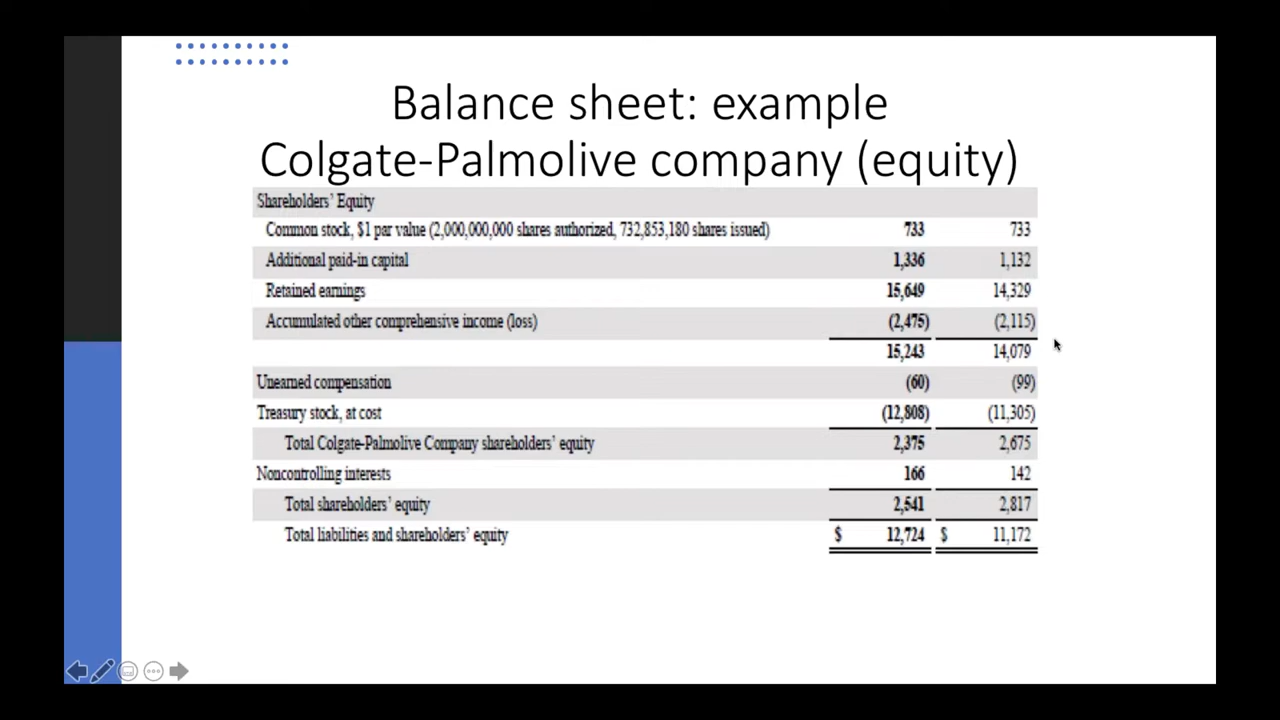 Balance sheet: example
Colgate-Palmolive company (equity)
Shareholders' Equity
Common stock, $1 par value (2,000,000,000 shares authorized, 732,853,180 shares issued) 733 733
Additional paid-in capital 1,336 1,132
Retained earnings 15,649 14,329
Accumulated other comprehensive income (loss) (2,475) (2,115)
15,243 14,079
Unearned compensation (60) (99)
Treasury stock, at cost (12,808) (11,305)
Total Colgate-Palmolive Company shareholders' equity 2,375 2,675
Noncontrolling interests 166 142
Total shareholders' equity 2,541 2,817
Total liabilities and shareholders' equity $ 12,724 $ 11,172